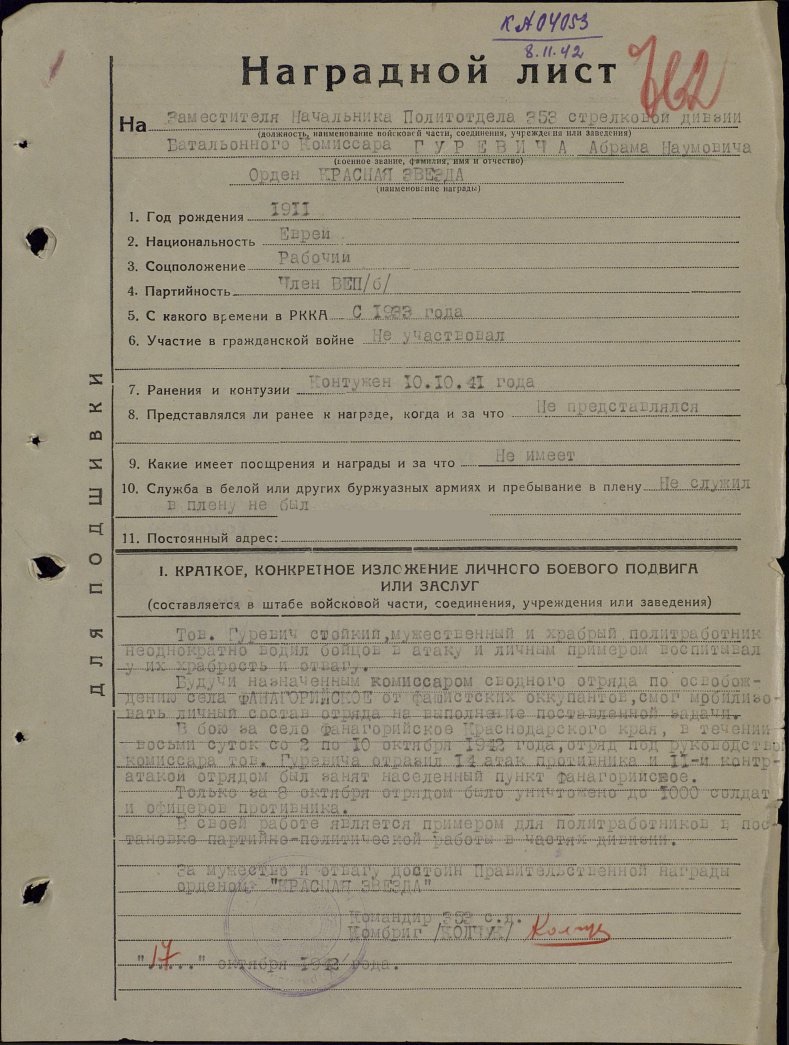 КА04053
8.11.42
Наградной лист
762
На Заместителя Начальника Политотдела 353 стрелковой дивзии
(должность, наименование войсковой части, соединения, учреждения или заведения)
Батальонного Комиссара ГУРЕВИЧА Абрама Наумовича
(военное звание, фамилия, имя и отчество)
Орден КРАСНАЯ ЗВЕЗДА
(наименование награды)
1. Год рождения 1911
2. Национальность Еврей
3. Соцположение Рабочий
4. Партийность Член ВКП/б/
5. С какого времени в РККА С 1933 года
6. Участие в гражданской войне Не участвовал
7. Ранения и контузии Контужен 10.10.41 года
8. Представлялся ли ранее к награде, когда и за что Не представлялся
9. Какие имеет поощрения и награды и за что Не имеет
10. Служба в белой или других буржуазных армиях и пребывание в плену Не служил
в плену не был
11. Постоянный адрес:
ДЛЯ ПОДШИВКИ
I. КРАТКОЕ, КОНКРЕТНОЕ ИЗЛОЖЕНИЕ ЛИЧНОГО БОЕВОГО ПОДВИГА
ИЛИ ЗАСЛУГ
(составляется в штабе войсковой части, соединения, учреждения или заведения)
Тов. Гуревич стойкий, мужественный и храбрый политработник
неоднократно водил бойцов в атаку и личным примером воспитывал
у их храбрость и отвагу.
Будучи назначенным комиссаром сводного отряда по освобож-
дению села ФАНАГОРИЙСКОЕ от фашистских оккупантов, смог мобилизо-
вать личный состав отряда на выполнение поставленной задачи.
В бою за село Фанагорийское Краснодарского края, в течении
восьми суток со 2 по 10 октября 1942 года, отряд под руководство
комиссара тов. Гуревича отразил 14 атак противника и 11-и контр-
атакой отрядом был занят населенный пункт фанагорийское.
Только за 8 октября отрядом было уничтожено до 1000 солдат
и офицеров противника.
В своей работе является примером для политработников в пос-
тановке партийно-политической работы в частях дивизии.
За мужество и отвагу достоин Правительственной награды
орденом "КРАСНАЯ ЗВЕЗДА"
Командир 353 с.д.
Комбриг /КОЛЧУК/ Колчук
"17" октября 1942 года.